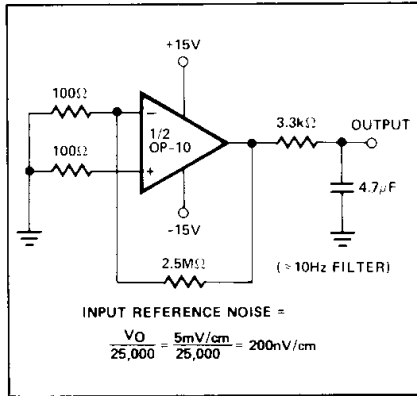 +15V
100Ω
−
1/2
OP-10
+
100Ω
−15V
3.3kΩ
OUTPUT
4.7μF
2.5MΩ
(>10Hz FILTER)
INPUT REFERENCE NOISE =
VO
25,000
=
5mV/cm
25,000
= 200nV/cm